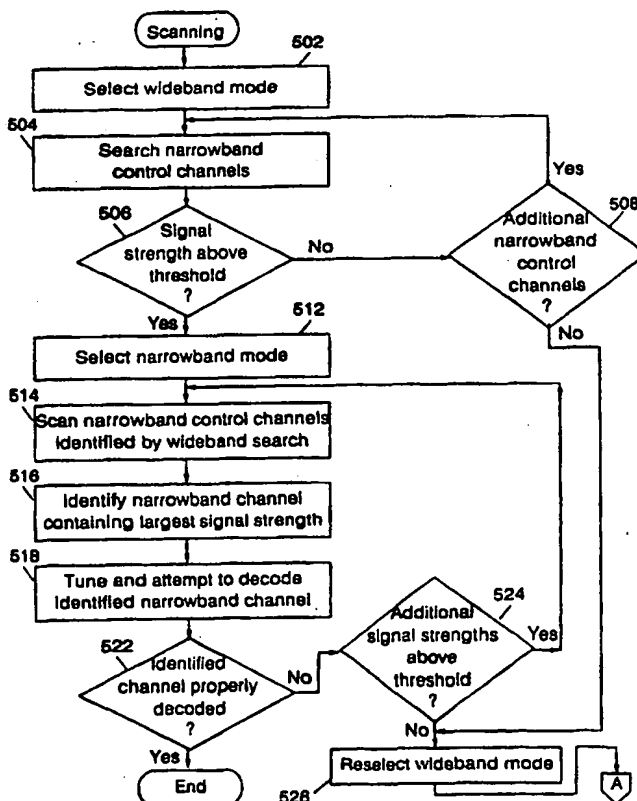 Scanning
502
Select wideband mode
504
Search narrowband
control channels
Yes
506
Signal
strength above
threshold
?
No
508
Additional
narrowband
control
channels
?
Yes
512
No
Select narrowband mode
514
Scan narrowband control channels
identified by wideband search
516
Identify narrowband channel
containing largest signal strength
518
Tune and attempt to decode
identified narrowband channel
524
Additional
signal strengths
above
threshold
?
Yes
522
Identified
channel properly
decoded
?
No
No
Yes
Reselect wideband mode
End
526
A